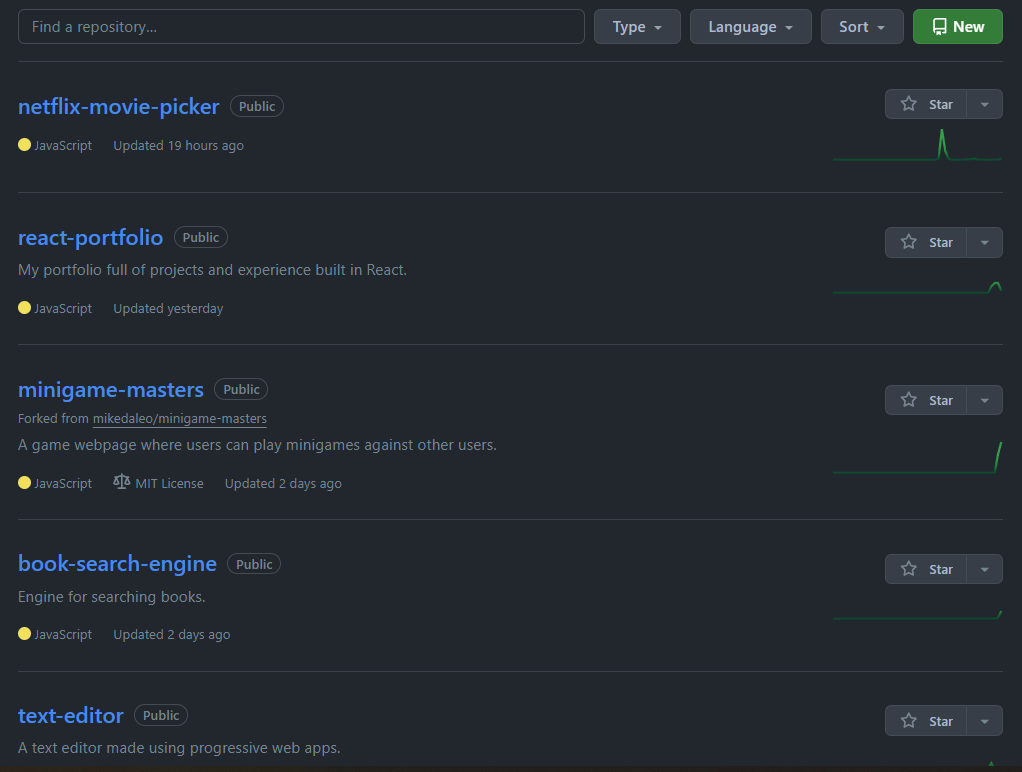 Find a repository... Type Language Sort New
netflix-movie-picker Public Star
JavaScript Updated 19 hours ago
react-portfolio Public Star
My portfolio full of projects and experience built in React.
JavaScript Updated yesterday
minigame-masters Public Star
Forked from mikedaleo/minigame-masters
A game webpage where users can play minigames against other users.
JavaScript MIT License Updated 2 days ago
book-search-engine Public Star
Engine for searching books.
JavaScript Updated 2 days ago
text-editor Public Star
A text editor made using progressive web apps.